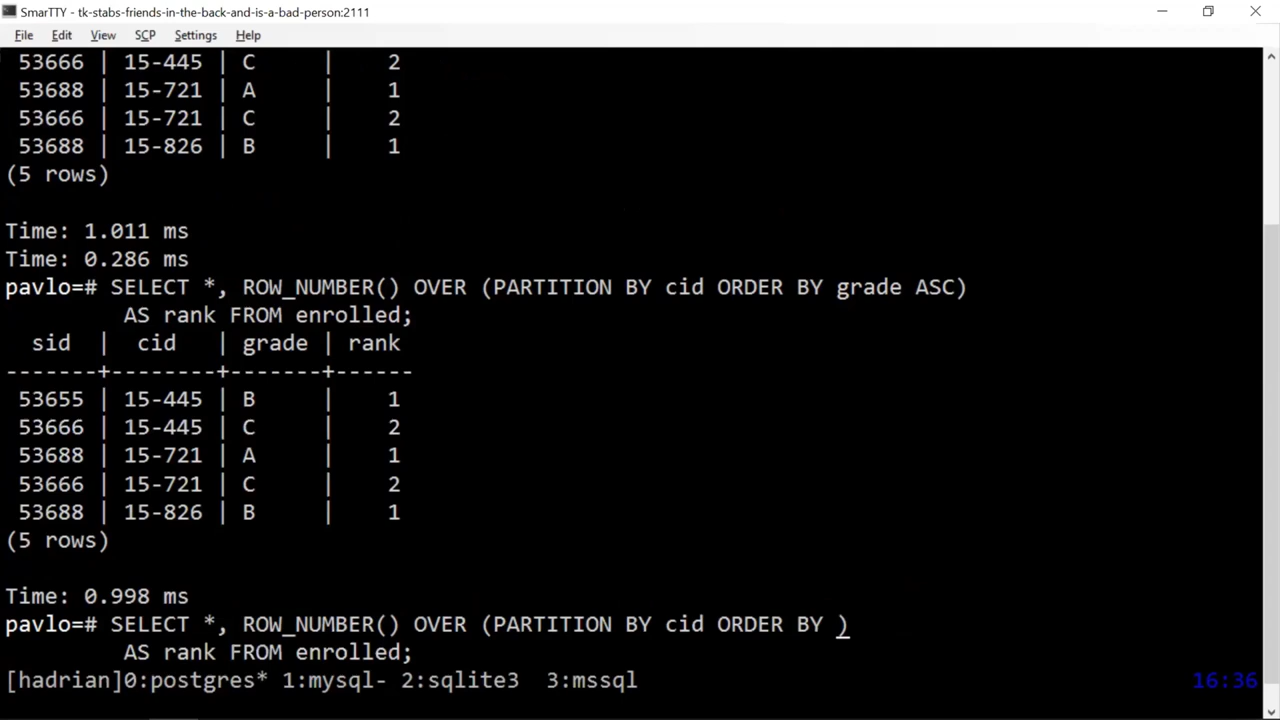 SmarTTY - tk-stabs-friends-in-the-back-and-is-a-bad-person:2111
File Edit View SCP Settings Help
53666 | 15-445 | C | 2
53688 | 15-721 | A | 1
53666 | 15-721 | C | 2
53688 | 15-826 | B | 1
(5 rows)
Time: 1.011 ms
Time: 0.286 ms
pavlo=# SELECT *, ROW_NUMBER() OVER (PARTITION BY cid ORDER BY grade ASC)
AS rank FROM enrolled;
sid | cid | grade | rank
-------+--------+-------+------
53655 | 15-445 | B | 1
53666 | 15-445 | C | 2
53688 | 15-721 | A | 1
53666 | 15-721 | C | 2
53688 | 15-826 | B | 1
(5 rows)
Time: 0.998 ms
pavlo=# SELECT *, ROW_NUMBER() OVER (PARTITION BY cid ORDER BY )
AS rank FROM enrolled;
[hadrian]0:postgres* 1:mysql- 2:sqlite3 3:mssql 16:36